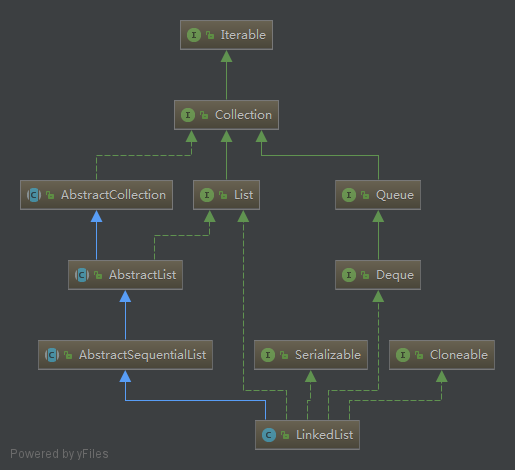 Iterable
Collection
AbstractCollection
List
Queue
AbstractList
Deque
AbstractSequentialList
Serializable
Cloneable
LinkedList
Powered by yFiles